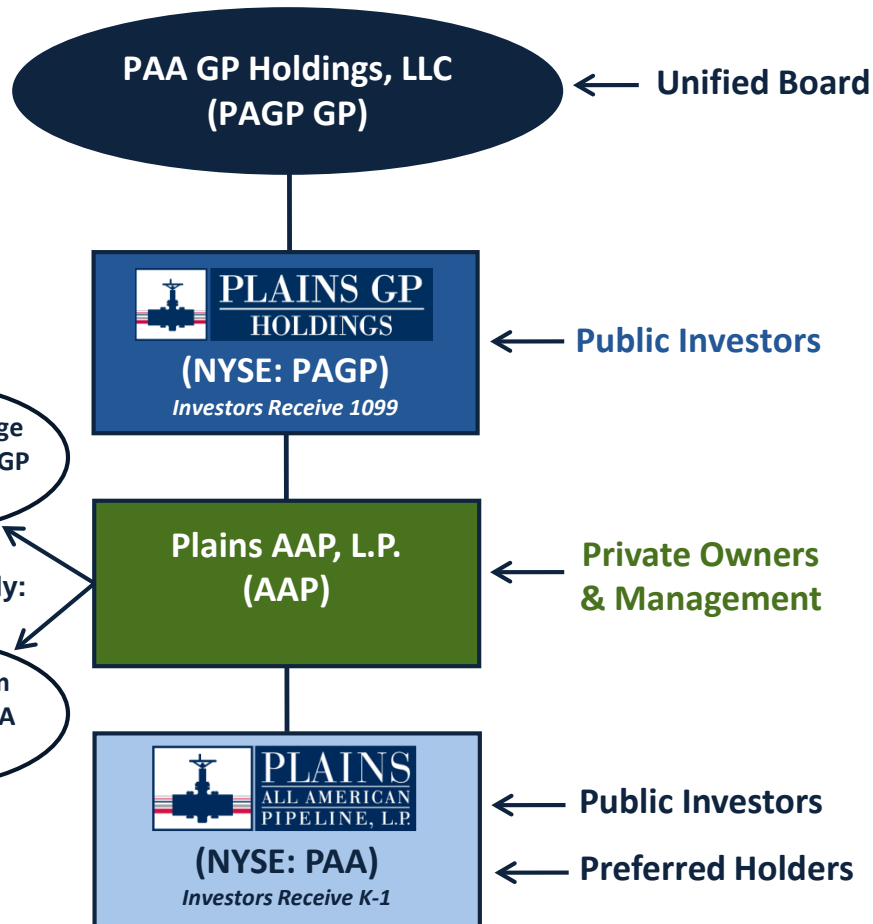 PAA GP Holdings, LLC
(PAGP GP)
Unified Board
PLAINS GP
HOLDINGS
(NYSE: PAGP)
Investors Receive 1099
Public Investors
GP
Plains AAP, L.P.
(AAP)
Private Owners
& Management
PLAINS
ALL AMERICAN
PIPELINE, L.P.
(NYSE: PAA)
Investors Receive K-1
Public Investors
Preferred Holders